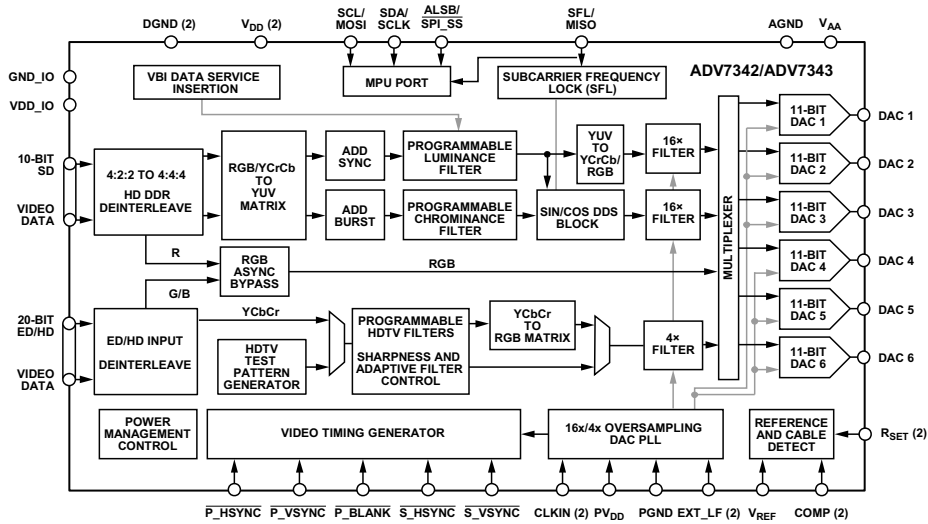 DGND (2)
VDD (2)
SCL/
MOSI
SDA/
SCLK
ALSB/
SPI_SS
SFL/
MISO
AGND
VAA
GND_IO
VDD_IO
VBI DATA SERVICE
INSERTION
MPU PORT
SUBCARRIER FREQUENCY
LOCK (SFL)
ADV7342/ADV7343
10-BIT
SD
VIDEO
DATA
4:2:2 TO 4:4:4
HD DDR
DEINTERLEAVE
RGB/YCrCb
TO
YUV
MATRIX
ADD
SYNC
PROGRAMMABLE
LUMINANCE
FILTER
YUV
TO
YCrCb/
RGB
16×
FILTER
ADD
BURST
PROGRAMMABLE
CHROMINANCE
FILTER
SIN/COS DDS
BLOCK
16×
FILTER
MULTIPLEXER
11-BIT
DAC 1
DAC 1
11-BIT
DAC 2
DAC 2
11-BIT
DAC 3
DAC 3
11-BIT
DAC 4
DAC 4
11-BIT
DAC 5
DAC 5
11-BIT
DAC 6
DAC 6
R
G/B
RGB
ASYNC
BYPASS
RGB
20-BIT
ED/HD
VIDEO
DATA
ED/HD INPUT
DEINTERLEAVE
YCbCr
HDTV
TEST
PATTERN
GENERATOR
PROGRAMMABLE
HDTV FILTERS
SHARPNESS AND
ADAPTIVE FILTER
CONTROL
YCbCr
TO
RGB MATRIX
4×
FILTER
POWER
MANAGEMENT
CONTROL
VIDEO TIMING GENERATOR
16x/4x OVERSAMPLING
DAC PLL
REFERENCE
AND CABLE
DETECT
RSET (2)
P_HSYNC
P_VSYNC
P_BLANK
S_HSYNC
S_VSYNC
CLKIN (2)
PVDD
PGND
EXT_LF (2)
VREF
COMP (2)